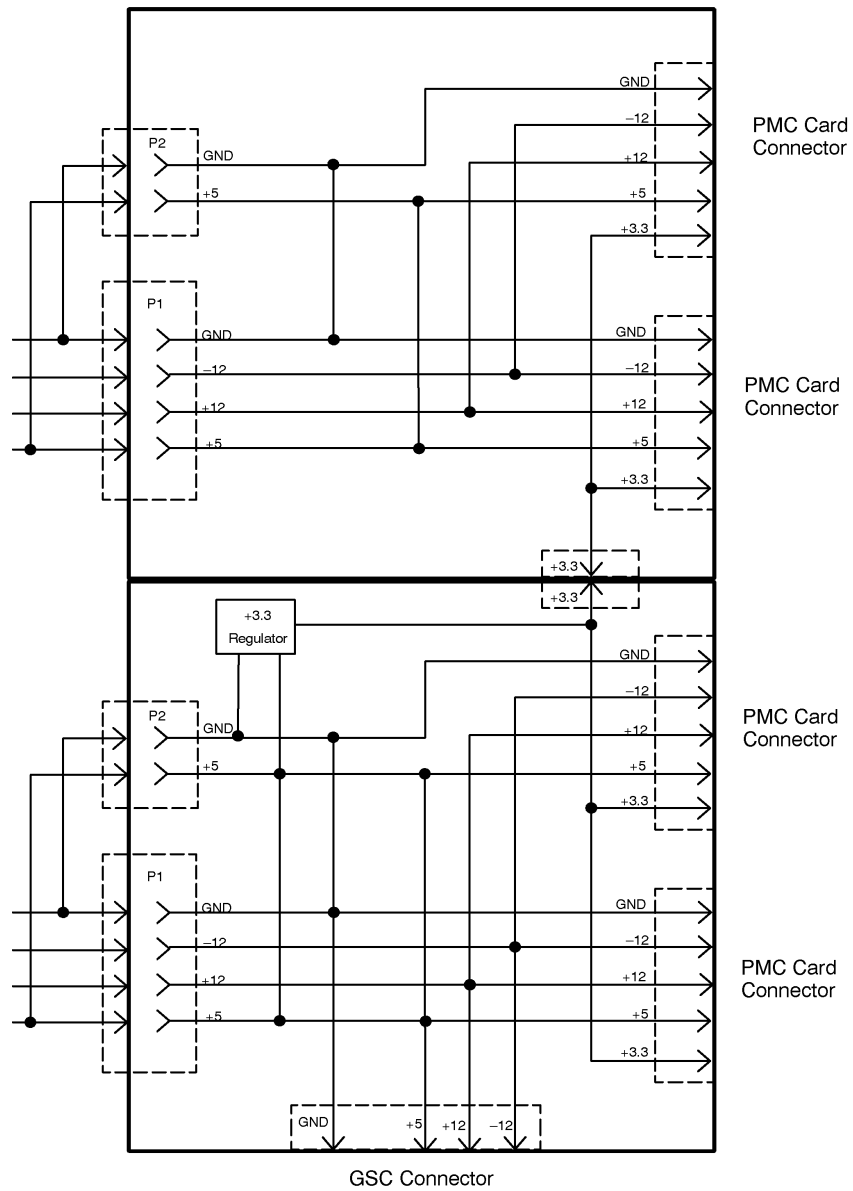 GND
−12
PMC Card
Connector
P2
GND
+12
+5
+5
+3.3
P1
GND
GND
−12
−12
PMC Card
Connector
+12
+12
+5
+5
+3.3
+3.3
+3.3
+3.3
Regulator
GND
−12
P2
GND
+12
PMC Card
Connector
+5
+5
+3.3
P1
GND
GND
−12
−12
PMC Card
Connector
+12
+12
+5
+5
+3.3
GND
+5
+12
−12
GSC Connector